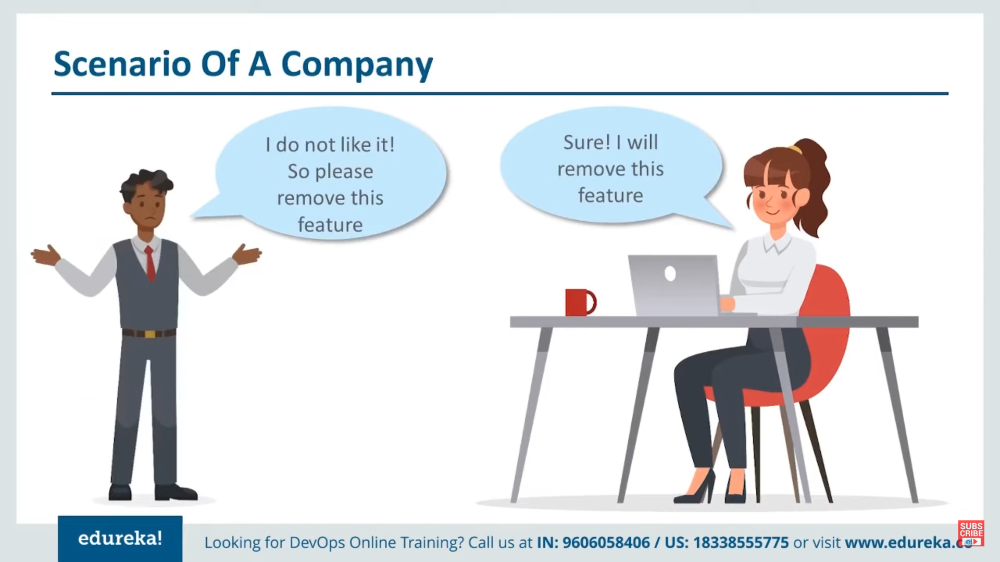 Scenario Of A Company
I do not like it!
So please
remove this
feature
Sure! I will
remove this
feature
edureka!
Looking for DevOps Online Training? Call us at IN: 9606058406 / US: 18338555775 or visit www.edureka.co
SUBS
CRIBE
e!